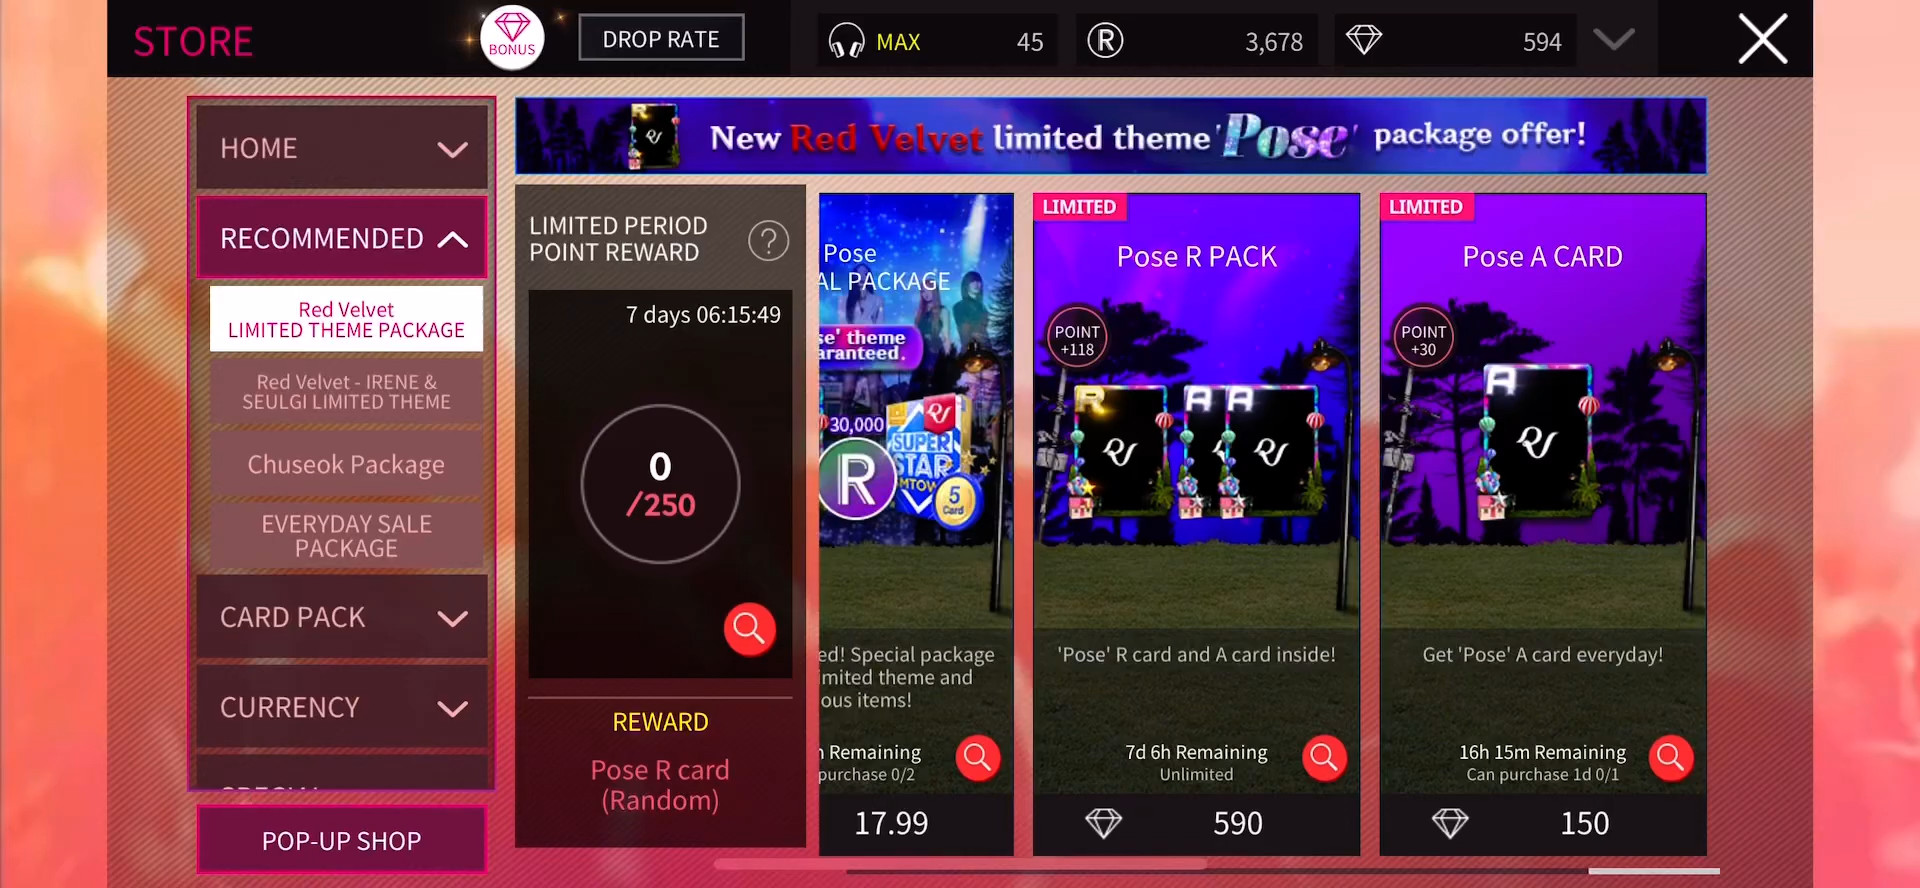 STORE
BONUS
DROP RATE
MAX
45
R
3,678
594
HOME
RECOMMENDED
Red Velvet
LIMITED THEME PACKAGE
Red Velvet - IRENE &
SEULGI LIMITED THEME
Chuseok Package
EVERYDAY SALE
PACKAGE
CARD PACK
CURRENCY
POP-UP SHOP
R
New Red Velvet limited theme 'Pose' package offer!
LIMITED PERIOD
POINT REWARD
?
7 days 06:15:49
0
/250
REWARD
Pose R card
(Random)
Pose
AL PACKAGE
se' theme
aranteed.
30,000
R
SUPER
STAR
MTOW
5
Card
ed! Special package
imited theme and
ous items!
Remaining
purchase 0/2
17.99
LIMITED
Pose R PACK
POINT
+118
R
A
A
'Pose' R card and A card inside!
7d 6h Remaining
Unlimited
590
LIMITED
Pose A CARD
POINT
+30
A
Get 'Pose' A card everyday!
16h 15m Remaining
Can purchase 1d 0/1
150